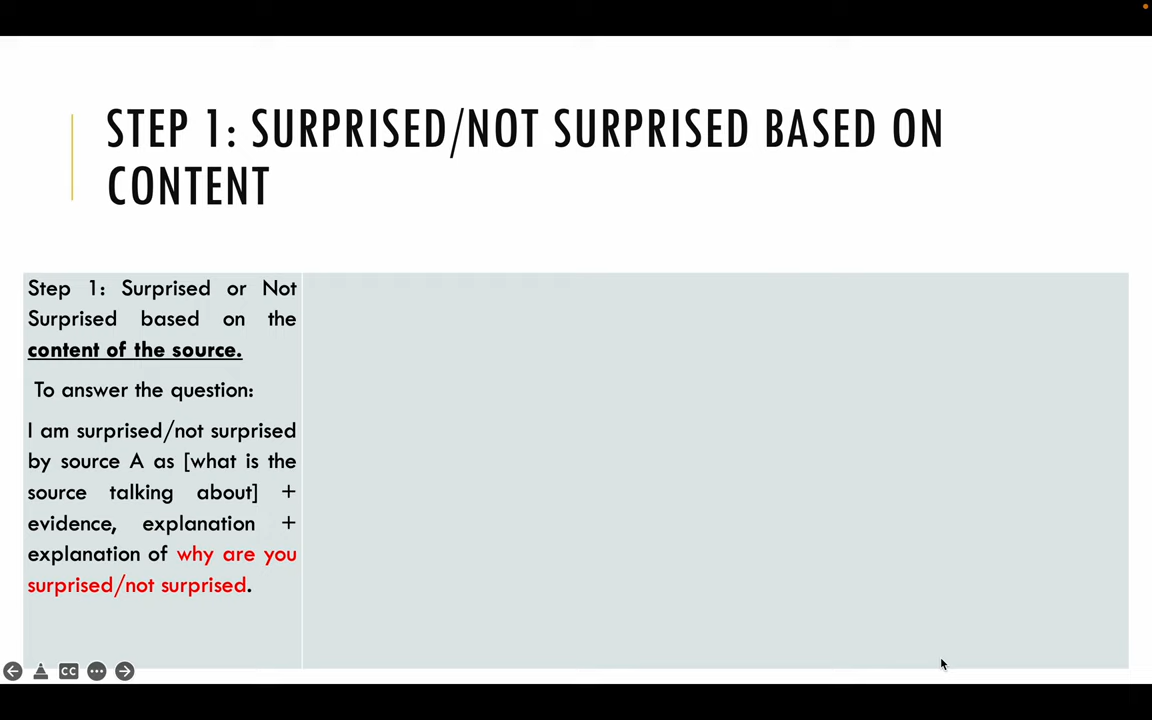 STEP 1: SURPRISED/NOT SURPRISED BASED ON
CONTENT
Step 1: Surprised or Not
Surprised based on the
content of the source.
To answer the question:
I am surprised/not surprised
by source A as [what is the
source talking about] +
evidence, explanation +
explanation of why are you
surprised/not surprised.
CC